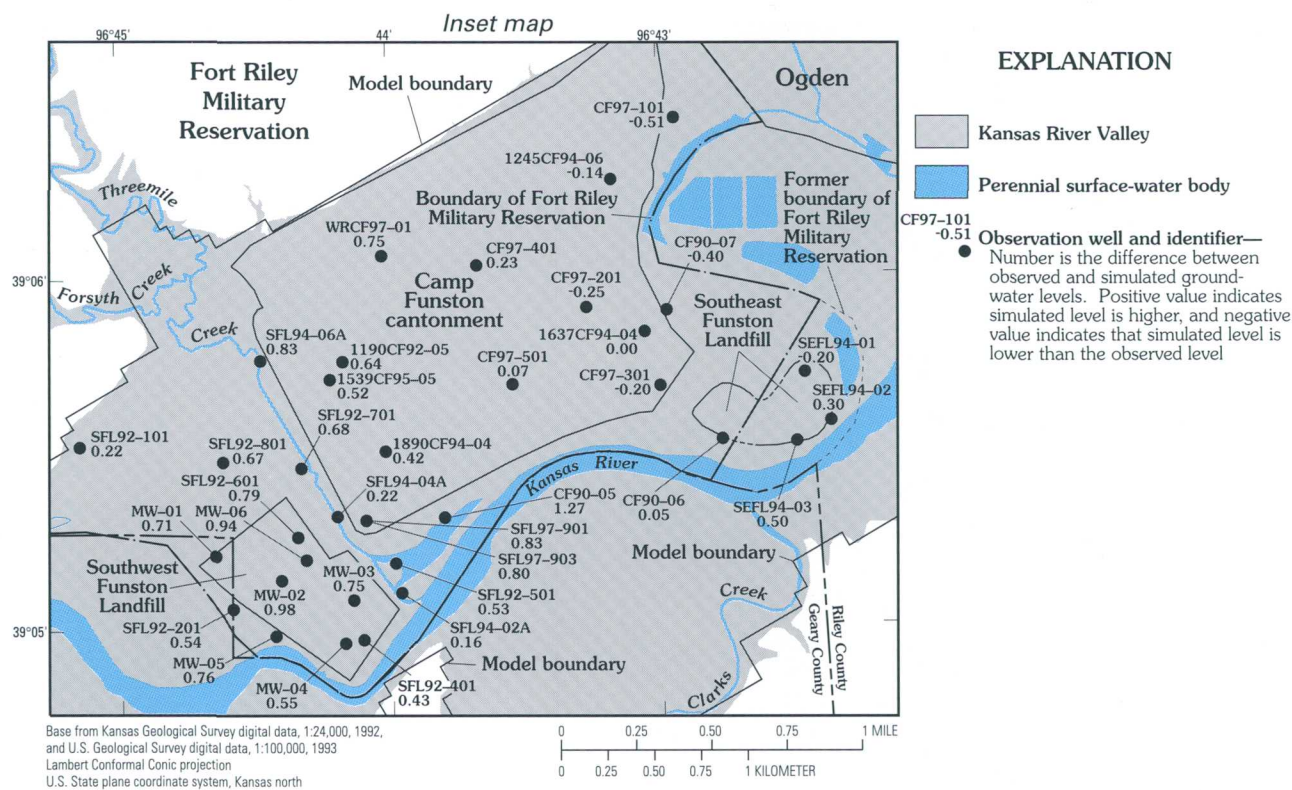 Inset map
96°45'
44'
96°43'
Fort Riley
Military
Reservation
Model boundary
Ogden
CF97–101
-0.51
1245CF94–06
-0.14
Threemile
Creek
Boundary of Fort Riley
Military Reservation
Former
boundary of
Fort Riley
Military
Reservation
WRCF97–01
0.75
CF97–401
0.23
CF90–07
-0.40
39°06'
Forsyth
Creek
Camp
Funston
cantonment
CF97–201
-0.25
Southeast
Funston
Landfill
SFL94–06A
0.83
1190CF92–05
0.64
1539CF95–05
0.52
CF97–501
0.07
1637CF94–04
0.00
CF97–301
-0.20
SEFL94–01
-0.20
SEFL94–02
0.30
SFL92–701
0.68
SFL92–101
0.22
SFL92–801
0.67
1890CF94–04
0.42
SFL92–601
0.79
SFL94–04A
0.22
Kansas River
CF90–05
1.27
CF90–06
0.05
SEFL94–03
0.50
MW–01
0.71
MW–06
0.94
SFL97–901
0.83
SFL97–903
0.80
Model boundary
Southwest
Funston
Landfill
MW–03
0.75
MW–02
0.98
SFL92–501
0.53
Creek
39°05'
SFL92–201
0.54
SFL94–02A
0.16
MW–05
0.76
MW–04
0.55
SFL92–401
0.43
Model boundary
Clarks
Riley County
Geary County
EXPLANATION
Kansas River Valley
Perennial surface-water body
CF97–101
-0.51
Observation well and identifier—
Number is the difference between
observed and simulated ground-
water levels. Positive value indicates
simulated level is higher, and negative
value indicates that simulated level is
lower than the observed level
Base from Kansas Geological Survey digital data, 1:24,000, 1992,
and U.S. Geological Survey digital data, 1:100,000, 1993
Lambert Conformal Conic projection
U.S. State plane coordinate system, Kansas north
0 0.25 0.50 0.75 1 MILE
0 0.25 0.50 0.75 1 KILOMETER